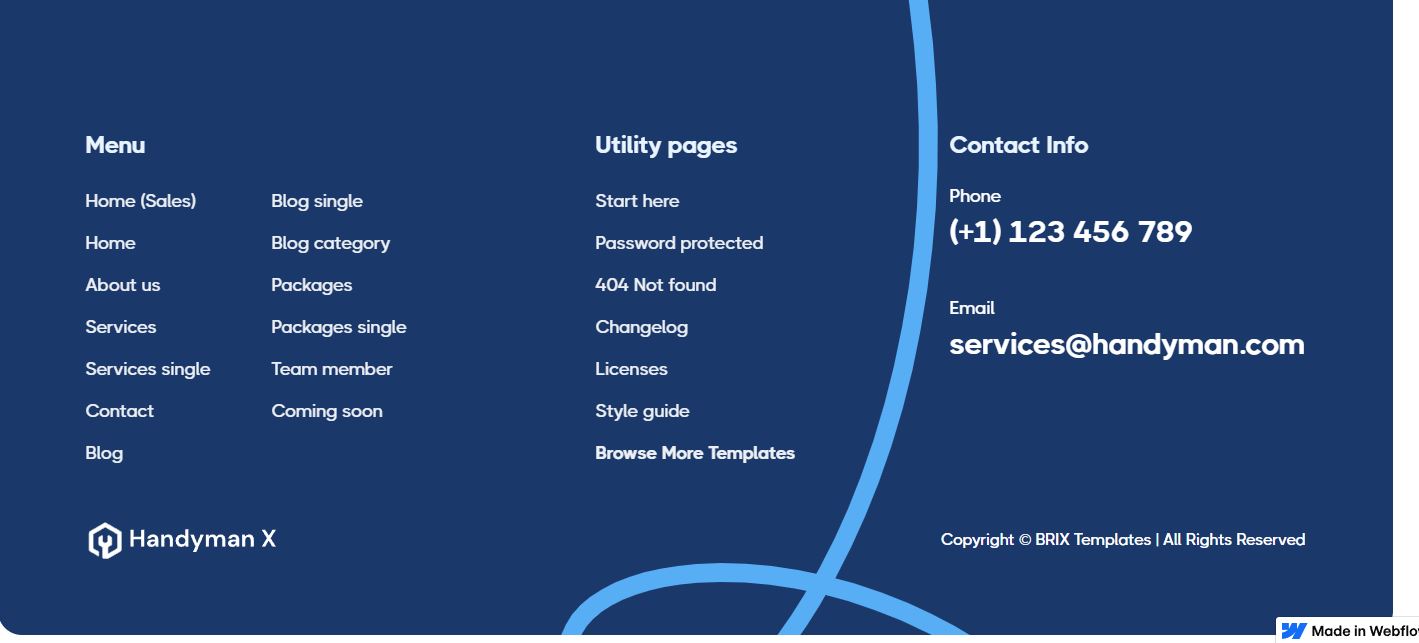 Menu
Home (Sales)
Home
About us
Services
Services single
Contact
Blog
Blog single
Blog category
Packages
Packages single
Team member
Coming soon
Utility pages
Start here
Password protected
404 Not found
Changelog
Licenses
Style guide
Browse More Templates
Contact Info
Phone
(+1) 123 456 789
Email
services@handyman.com
Handyman X
Copyright © BRIX Templates | All Rights Reserved
Made in Webflo